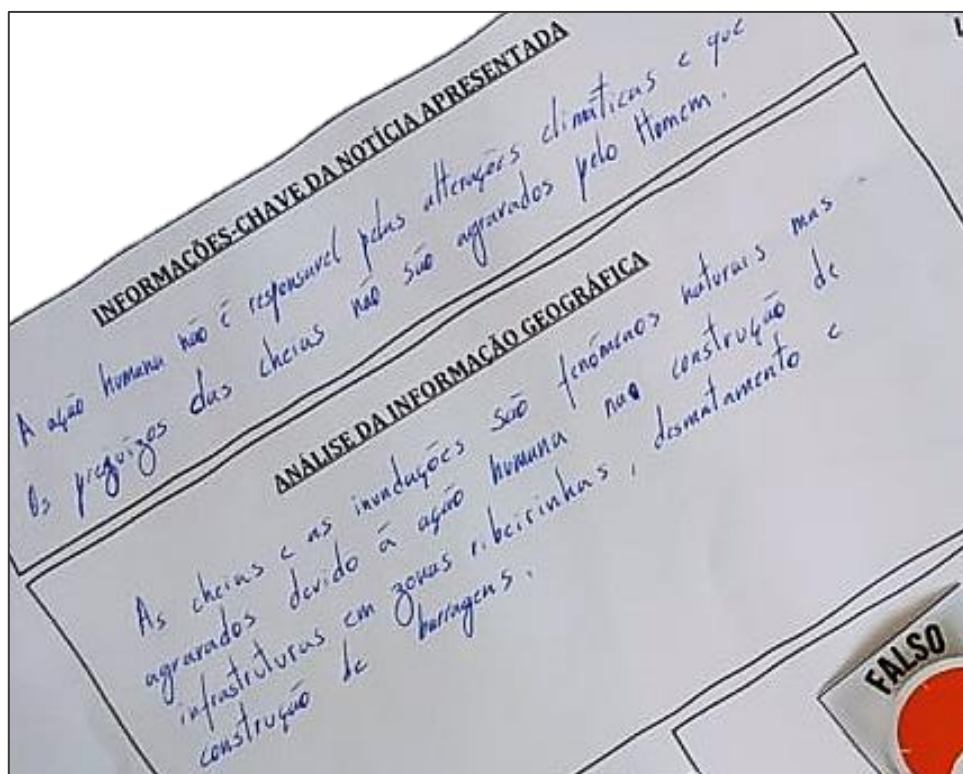 INFORMAÇÕES-CHAVE DA NOTÍCIA APRESENTADA
A ação humana não é responsável pelas alterações climáticas e que
os prejuízos das cheias não são agravados pelo Homem.
ANÁLISE DA INFORMAÇÃO GEOGRÁFICA
As cheias e as inundações são fenómenos naturais mas
agravados devido à ação humana na construção de
infrastruturas em zonas ribeirinhas, desmatamento e
construção de barragens.
FALSO